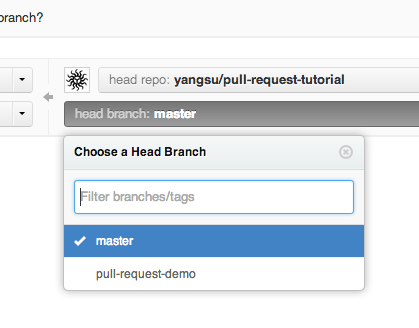 branch?
head repo: yangsu/pull-request-tutorial
head branch: master
Choose a Head Branch
Filter branches/tags
master
pull-request-demo